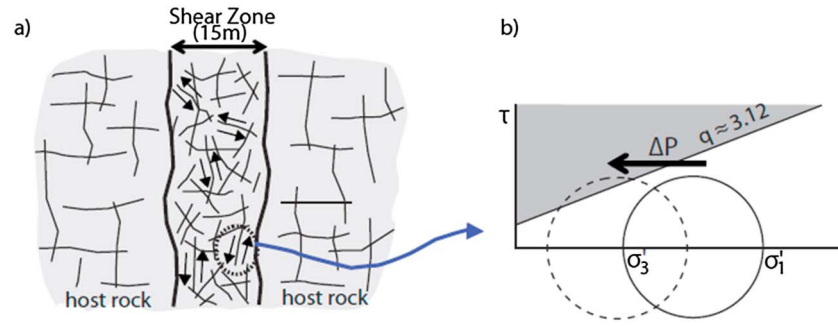 a)
Shear Zone
(15m)
host rock
host rock
b)
τ
q ≈ 3.12
ΔP
σ'3
σ'1